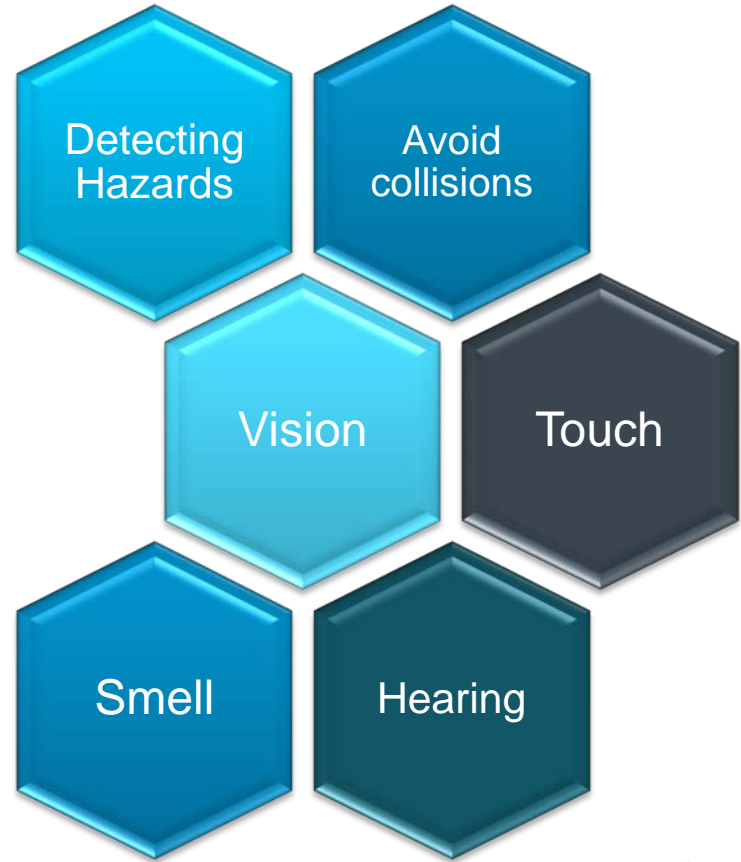 Detecting
Hazards
Avoid
collisions
Vision
Touch
Smell
Hearing